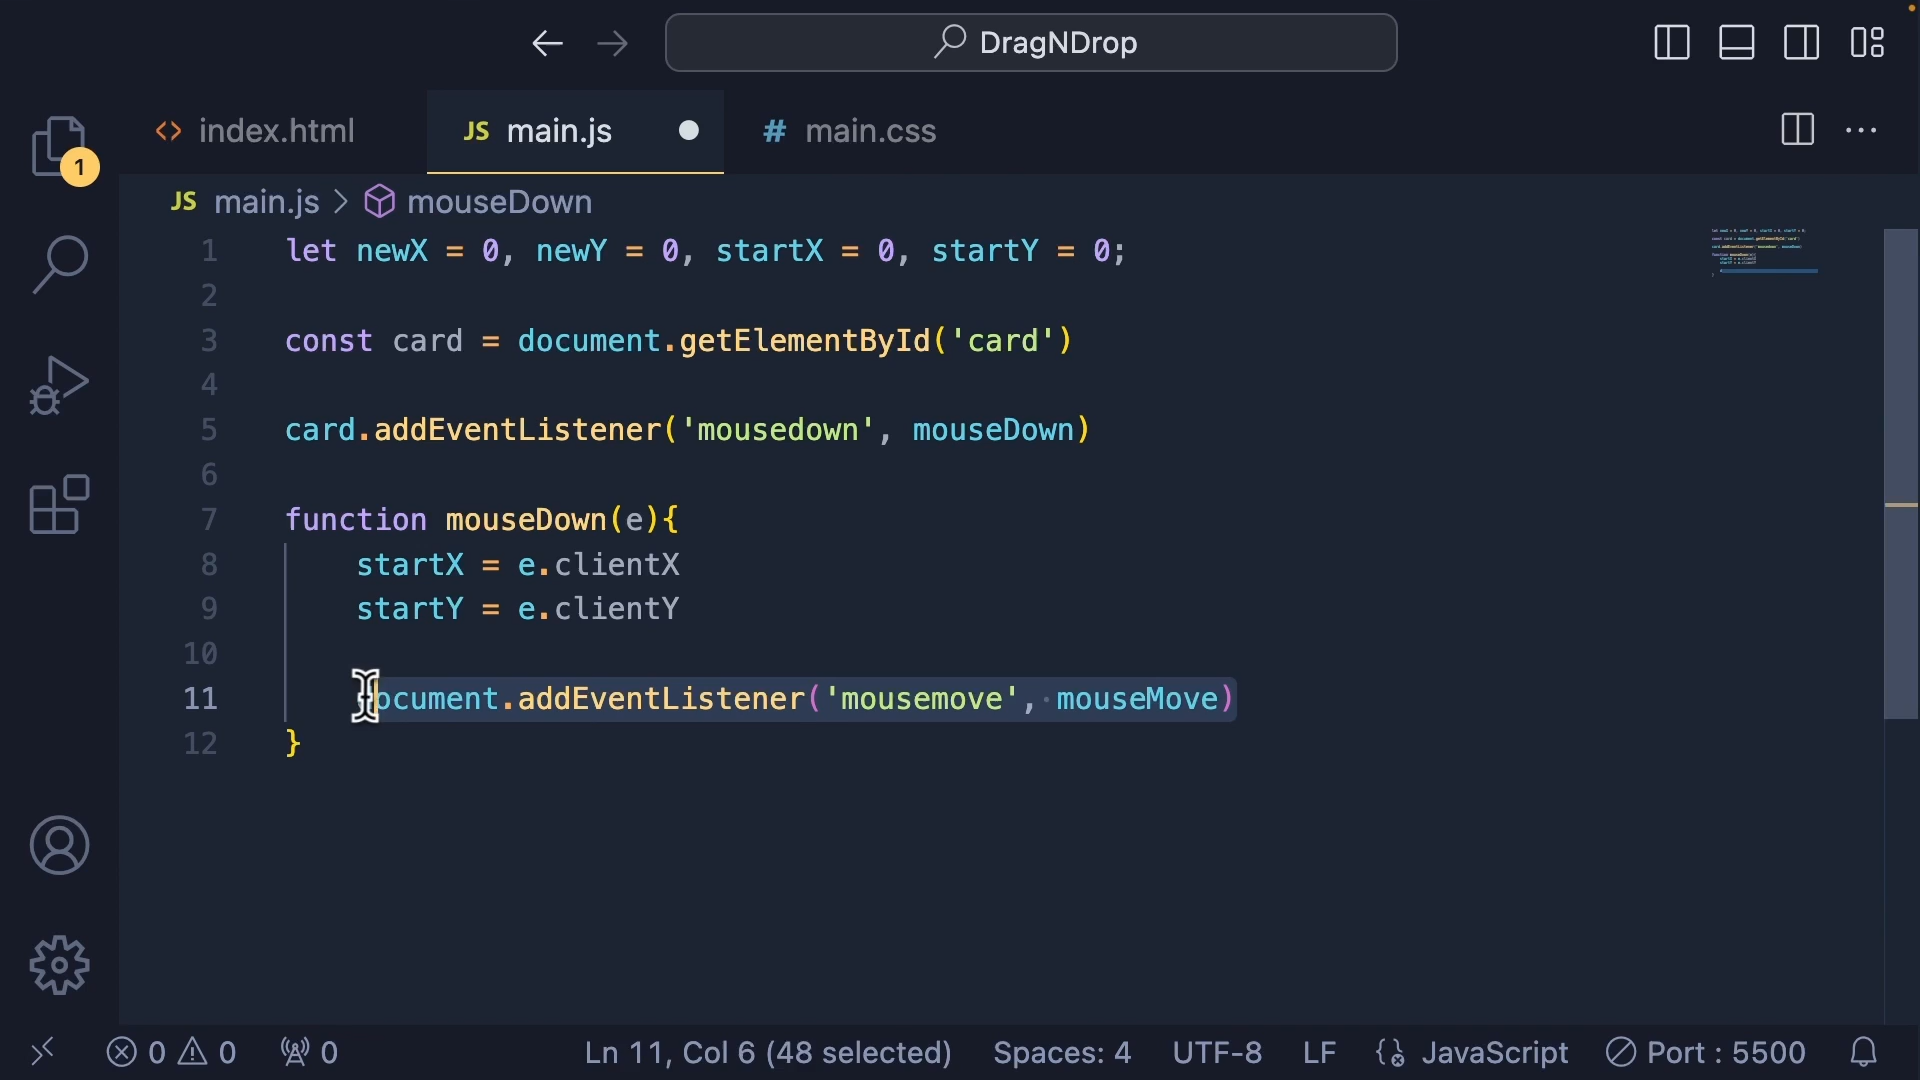 DragNDrop
index.html
JS main.js
# main.css
1
JS main.js > mouseDown
1 let newX = 0, newY = 0, startX = 0, startY = 0;
2
3 const card = document.getElementById('card')
4
5 card.addEventListener('mousedown', mouseDown)
6
7 function mouseDown(e){
8 startX = e.clientX
9 startY = e.clientY
10
11 document.addEventListener('mousemove', mouseMove)
12 }
0 0 0 Ln 11, Col 6 (48 selected) Spaces: 4 UTF-8 LF JavaScript Port : 5500